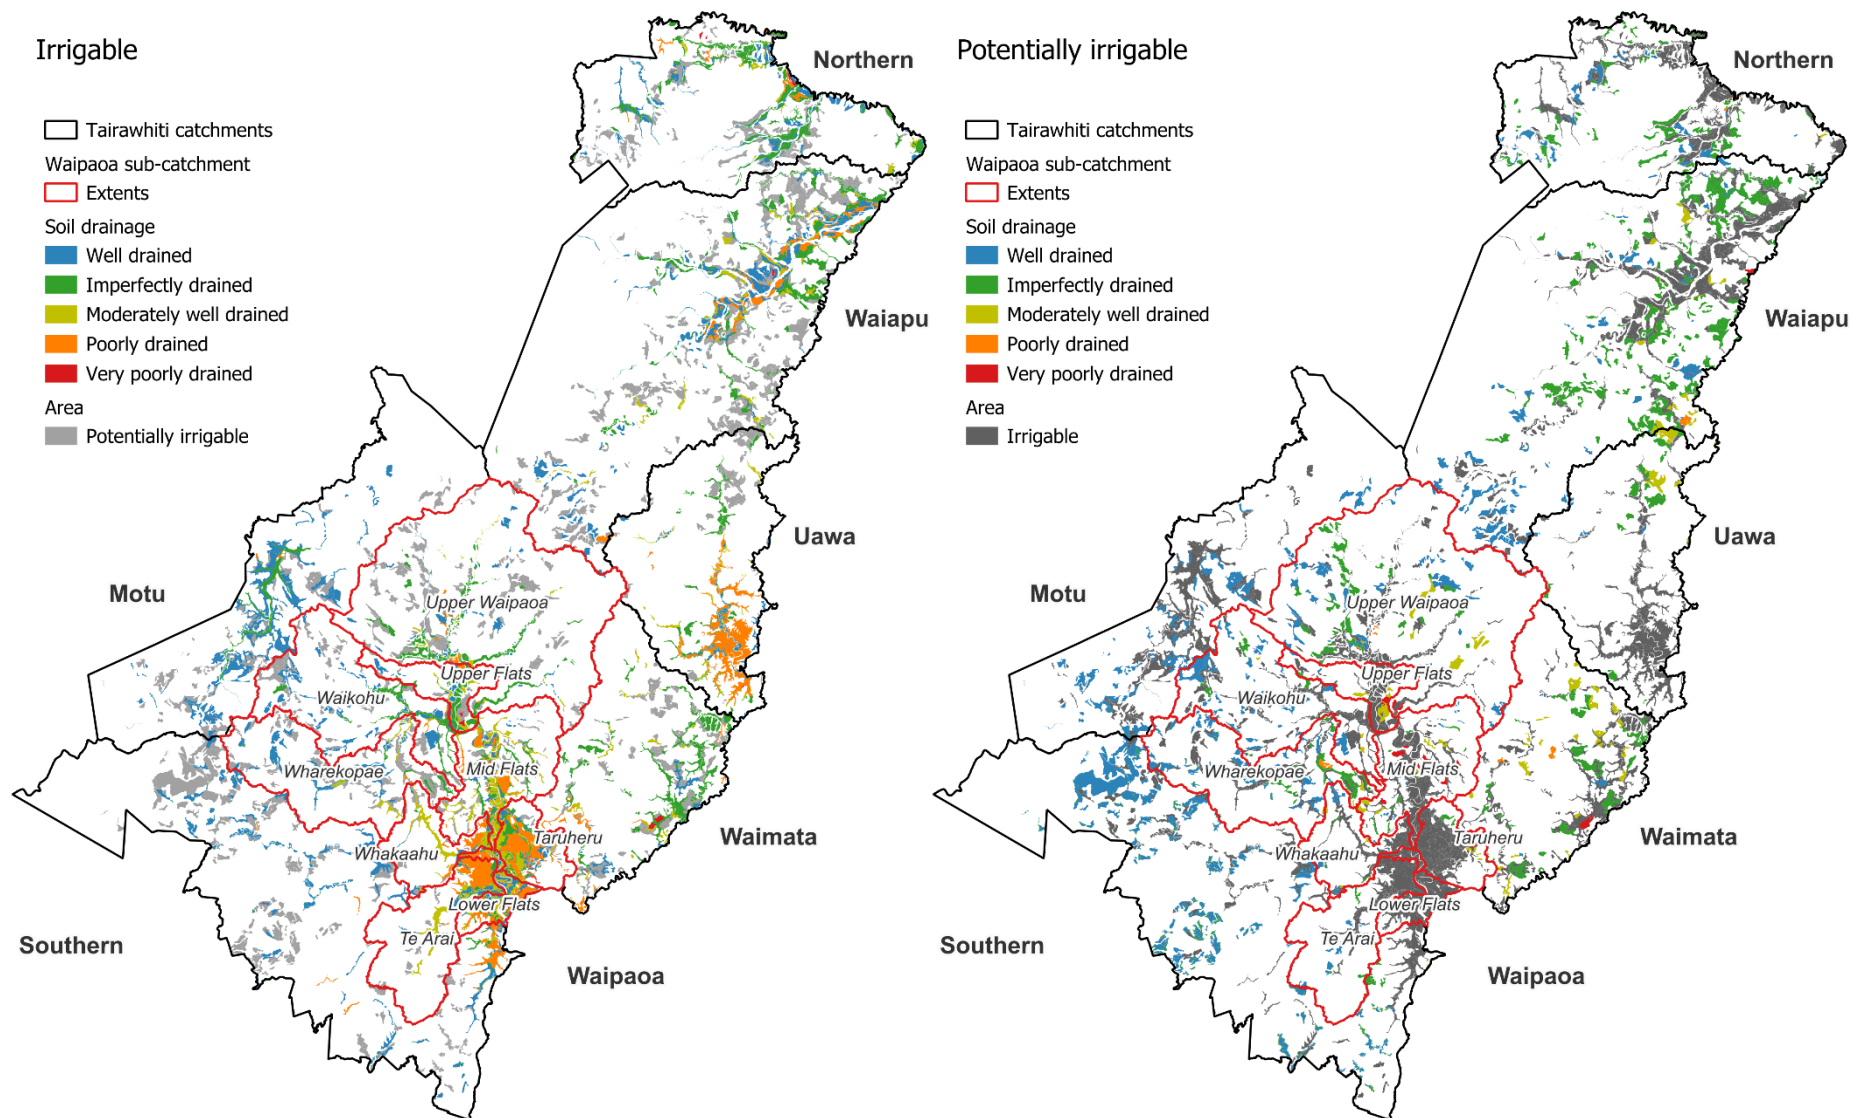 Irrigable
Tairawhiti catchments
Waipaoa sub-catchment
Extents
Soil drainage
Well drained
Imperfectly drained
Moderately well drained
Poorly drained
Very poorly drained
Area
Potentially irrigable
Northern
Waiapu
Uawa
Motu
Upper Waipaoa
Upper Flats
Waikohu
Wharekopae
Mid Flats
Taruheru
Waimata
Whakaahu
Lower Flats
Te Arai
Southern
Waipaoa
Potentially irrigable
Tairawhiti catchments
Waipaoa sub-catchment
Extents
Soil drainage
Well drained
Imperfectly drained
Moderately well drained
Poorly drained
Very poorly drained
Area
Irrigable
Northern
Waiapu
Uawa
Motu
Upper Waipaoa
Upper Flats
Waikohu
Wharekopae
Mid Flats
Taruheru
Waimata
Whakaahu
Lower Flats
Te Arai
Southern
Waipaoa